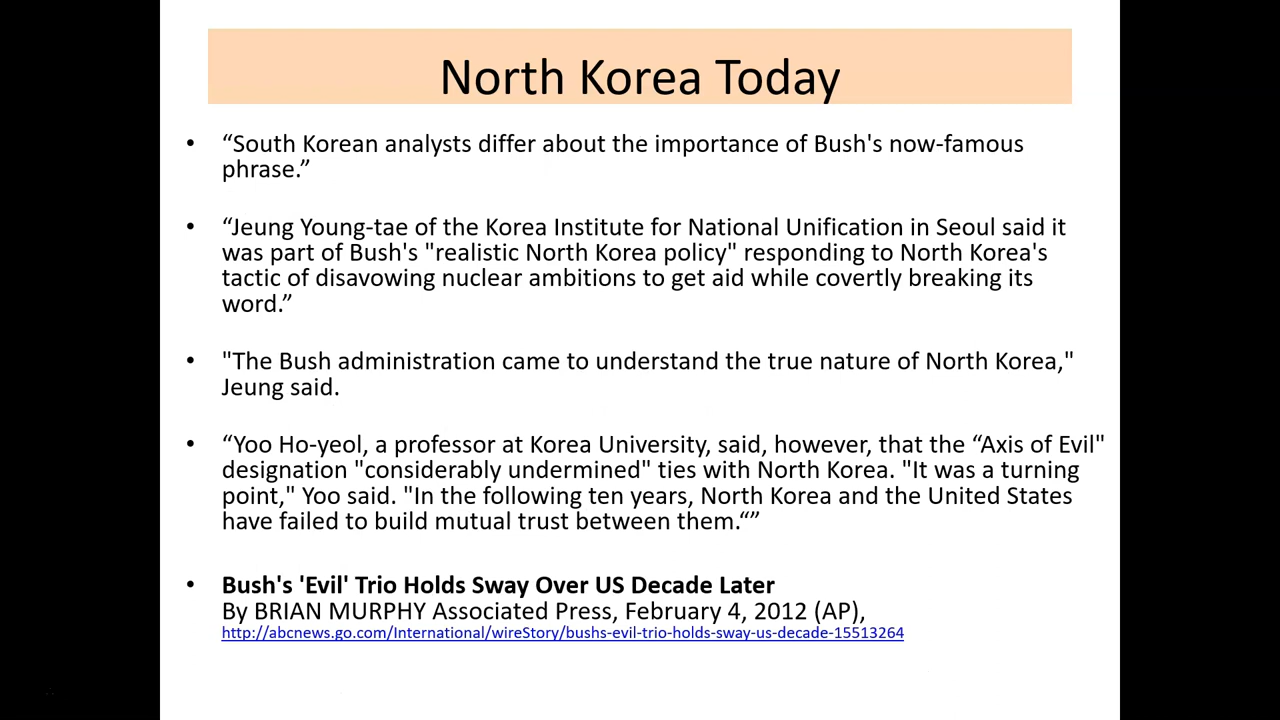 North Korea Today
• “South Korean analysts differ about the importance of Bush's now-famous
phrase.”
• “Jeung Young-tae of the Korea Institute for National Unification in Seoul said it
was part of Bush's "realistic North Korea policy" responding to North Korea's
tactic of disavowing nuclear ambitions to get aid while covertly breaking its
word.”
• "The Bush administration came to understand the true nature of North Korea,"
Jeung said.
• “Yoo Ho-yeol, a professor at Korea University, said, however, that the “Axis of Evil"
designation "considerably undermined" ties with North Korea. "It was a turning
point," Yoo said. "In the following ten years, North Korea and the United States
have failed to build mutual trust between them.“”
• Bush's 'Evil' Trio Holds Sway Over US Decade Later
By BRIAN MURPHY Associated Press, February 4, 2012 (AP),
http://abcnews.go.com/International/wireStory/bushs-evil-trio-holds-sway-us-decade-15513264